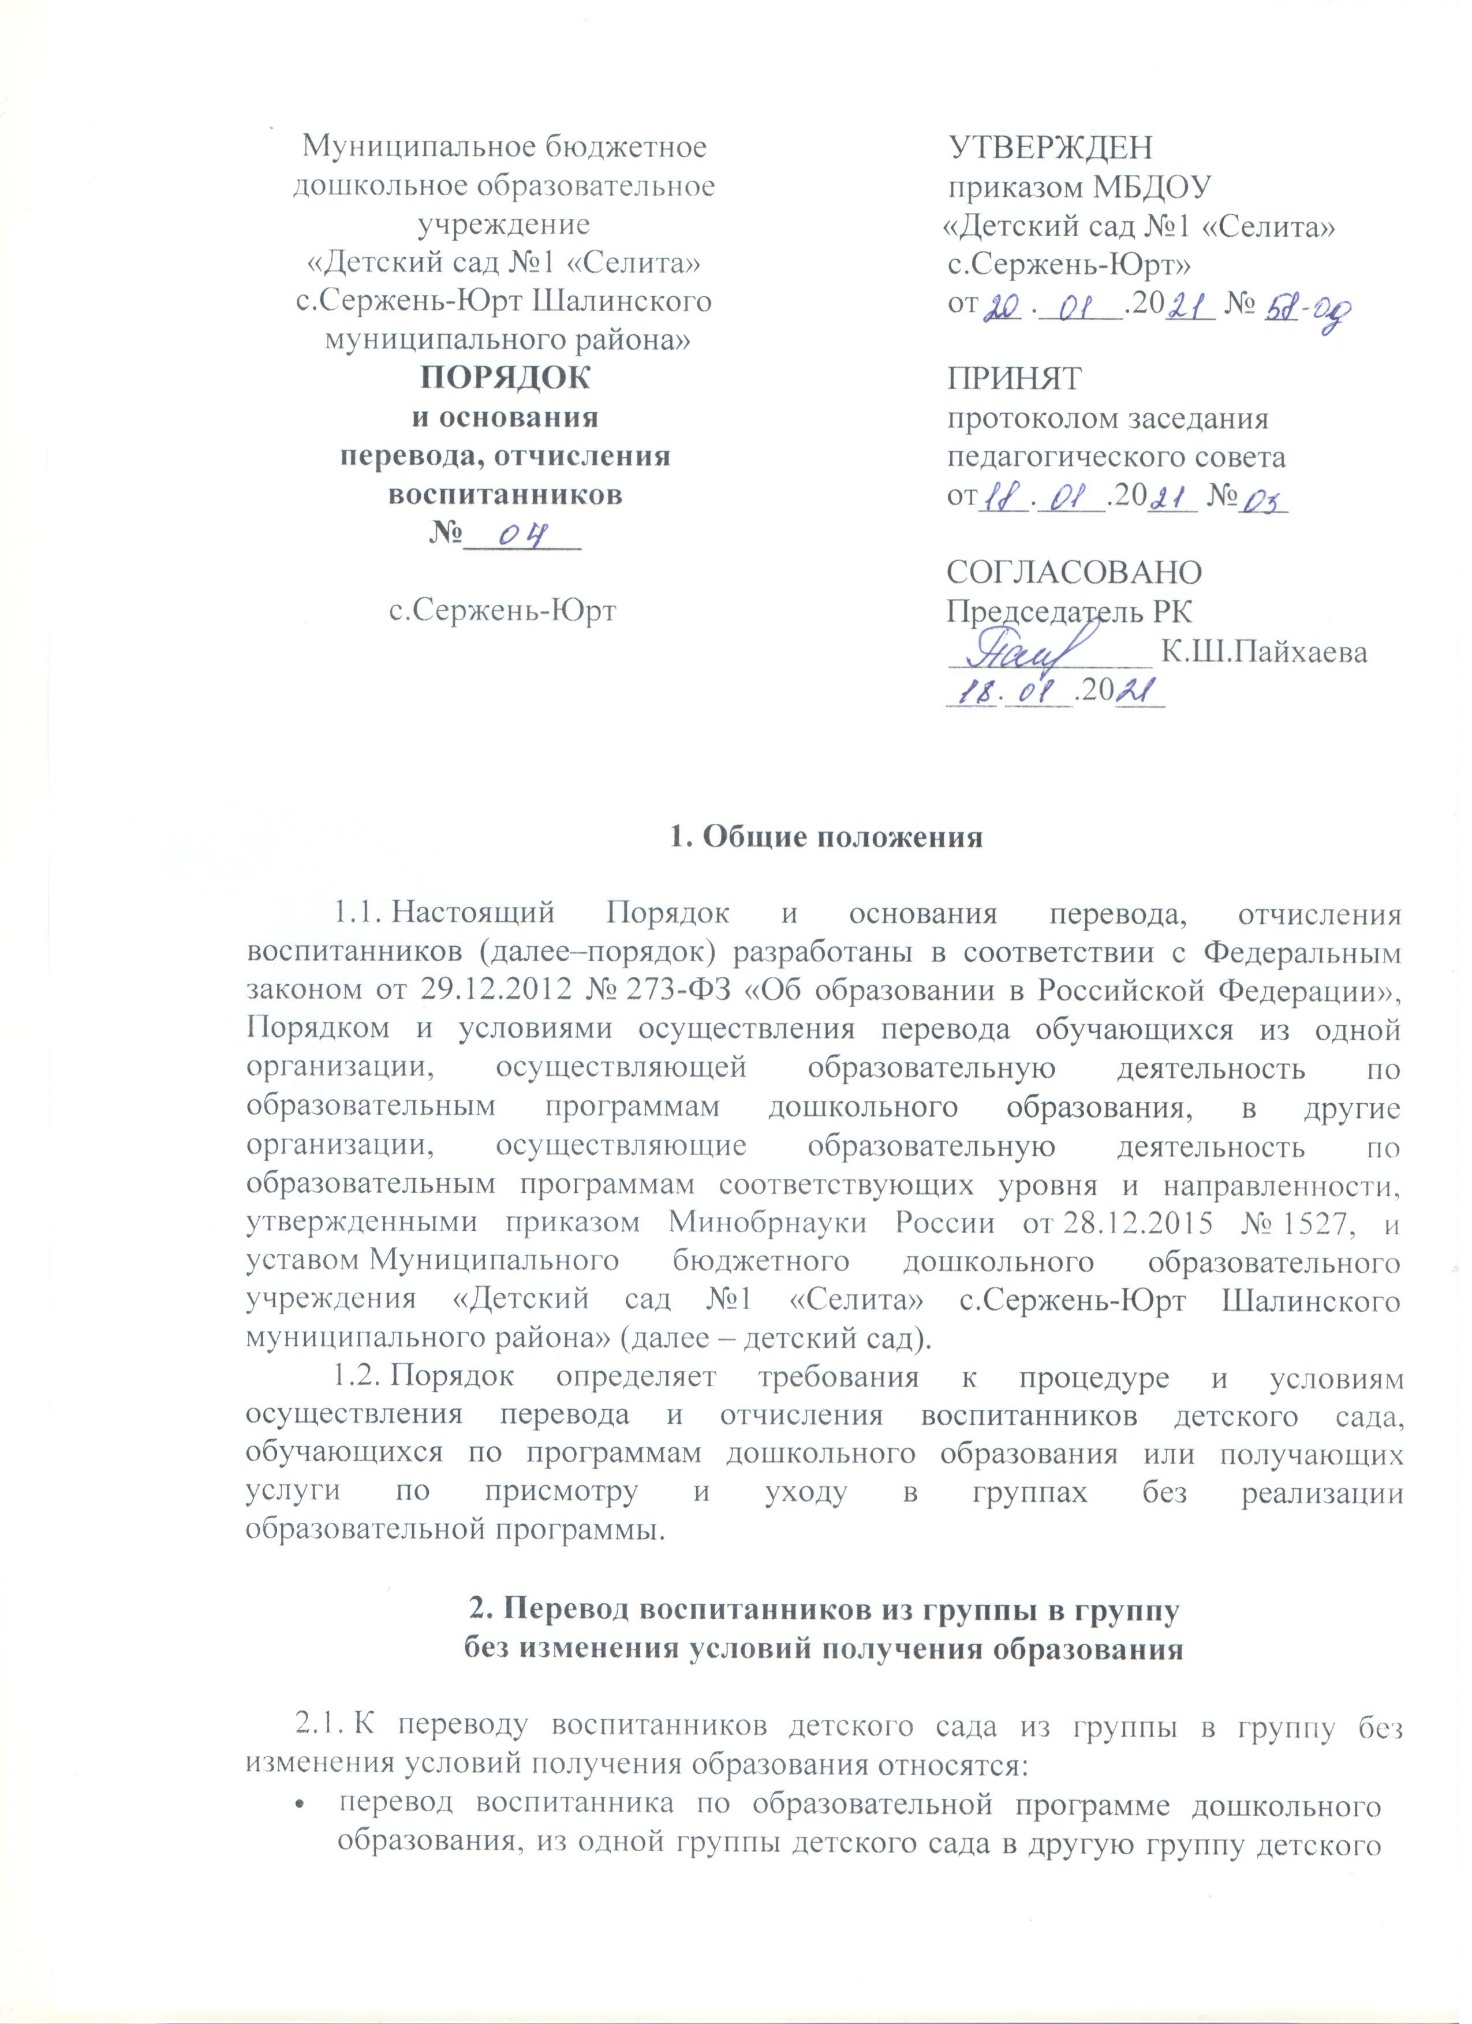 Муниципальное бюджетное
дошкольное образовательное
учреждение
«Детский сад №1 «Селита»
с.Сержень-Юрт Шалинского
муниципального района»
ПОРЯДОК
и основания
перевода, отчисления
воспитанников
№ 04
с.Сержень-Юрт
УТВЕРЖДЕН
приказом МБДОУ
«Детский сад №1 «Селита»
с.Сержень-Юрт»
от 20 . 01 .2021 № 58-од
ПРИНЯТ
протоколом заседания
педагогического совета
от 18 . 01 .2021 № 03
СОГЛАСОВАНО
Председатель РК
К.Ш.Пайхаева
18 . 01 .2021
1. Общие положения
1.1. Настоящий Порядок и основания перевода, отчисления
воспитанников (далее–порядок) разработаны в соответствии с Федеральным
законом от 29.12.2012 № 273-ФЗ «Об образовании в Российской Федерации»,
Порядком и условиями осуществления перевода обучающихся из одной
организации, осуществляющей образовательную деятельность по
образовательным программам дошкольного образования, в другие
организации, осуществляющие образовательную деятельность по
образовательным программам соответствующих уровня и направленности,
утвержденными приказом Минобрнауки России от 28.12.2015 № 1527, и
уставом Муниципального бюджетного дошкольного образовательного
учреждения «Детский сад №1 «Селита» с.Сержень-Юрт Шалинского
муниципального района» (далее – детский сад).
1.2. Порядок определяет требования к процедуре и условиям
осуществления перевода и отчисления воспитанников детского сада,
обучающихся по программам дошкольного образования или получающих
услуги по присмотру и уходу в группах без реализации
образовательной программы.
2. Перевод воспитанников из группы в группу
без изменения условий получения образования
2.1. К переводу воспитанников детского сада из группы в группу без
изменения условий получения образования относятся:
• перевод воспитанника по образовательной программе дошкольного
образования, из одной группы детского сада в другую группу детского